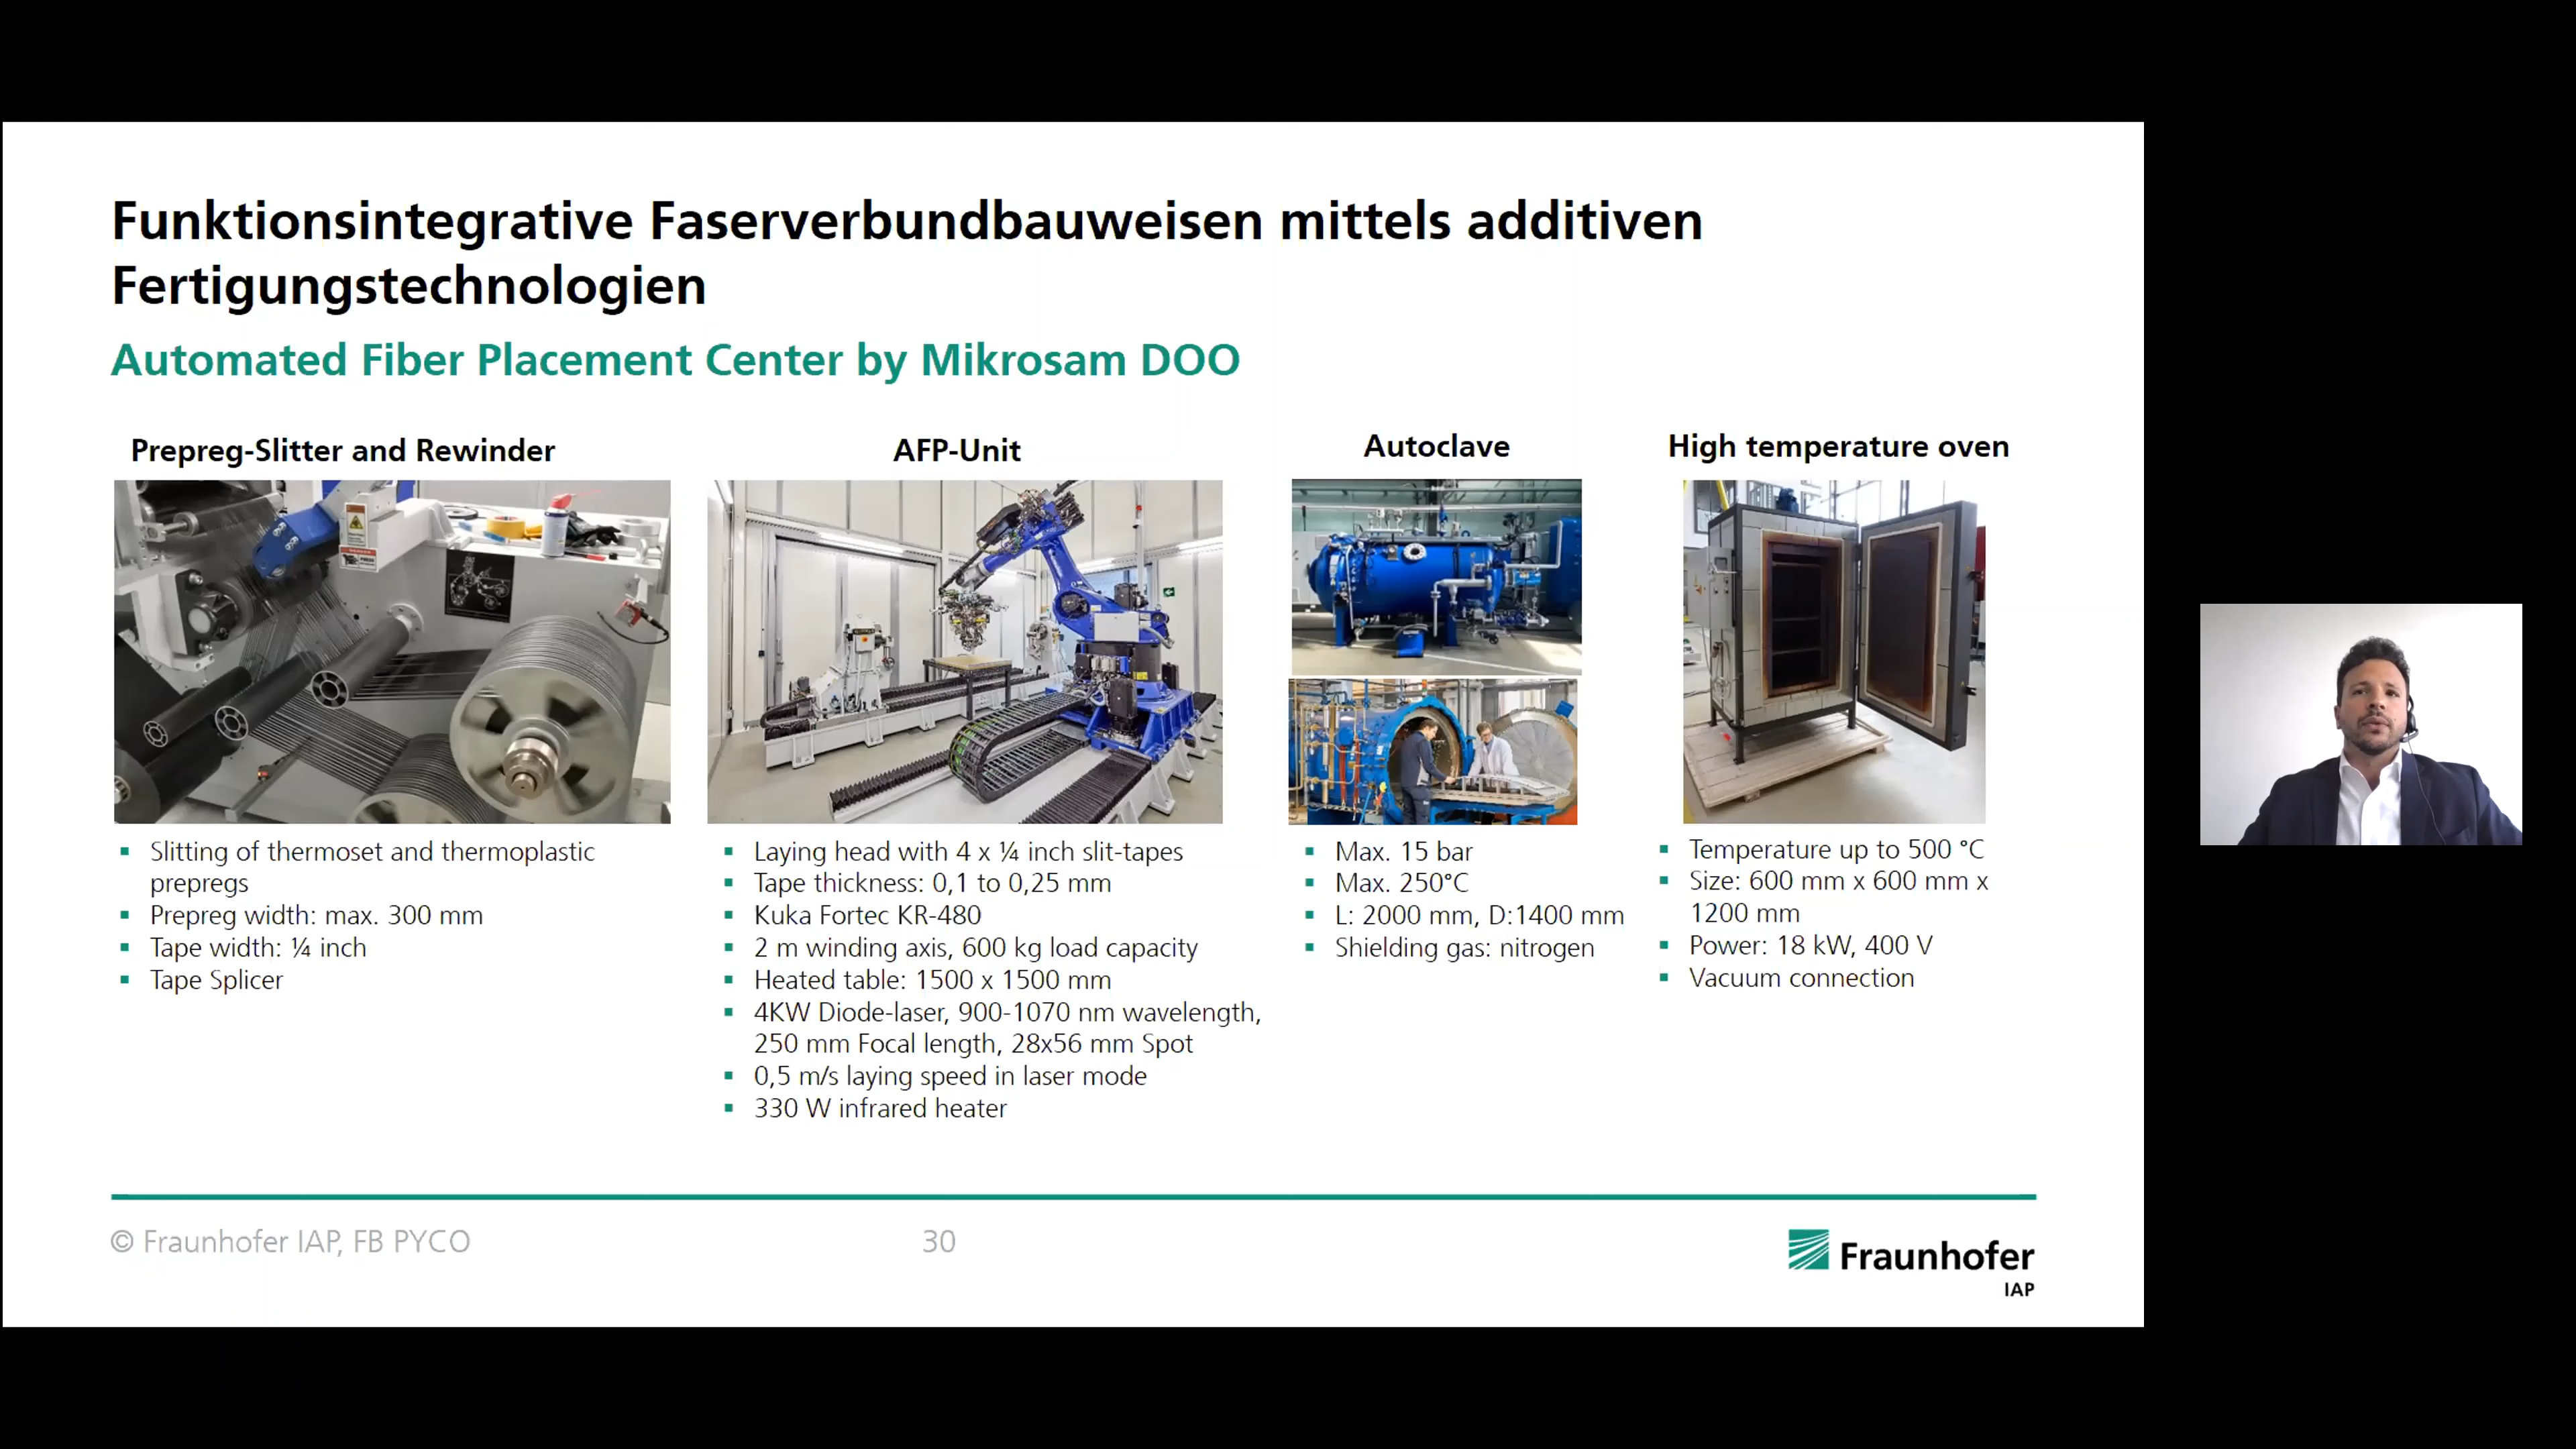 Funktionsintegrative Faserverbundbauweisen mittels additiven
Fertigungstechnologien
Automated Fiber Placement Center by Mikrosam DOO
Prepreg-Slitter and Rewinder
Slitting of thermoset and thermoplastic
prepregs
Prepreg width: max. 300 mm
Tape width: ¼ inch
Tape Splicer
AFP-Unit
Laying head with 4 x ¼ inch slit-tapes
Tape thickness: 0,1 to 0,25 mm
Kuka Fortec KR-480
2 m winding axis, 600 kg load capacity
Heated table: 1500 x 1500 mm
4KW Diode-laser, 900-1070 nm wavelength,
250 mm Focal length, 28x56 mm Spot
0,5 m/s laying speed in laser mode
330 W infrared heater
Autoclave
Max. 15 bar
Max. 250°C
L: 2000 mm, D:1400 mm
Shielding gas: nitrogen
High temperature oven
Temperature up to 500 °C
Size: 600 mm x 600 mm x
1200 mm
Power: 18 kW, 400 V
Vacuum connection
© Fraunhofer IAP, FB PYCO
30
Fraunhofer
IAP